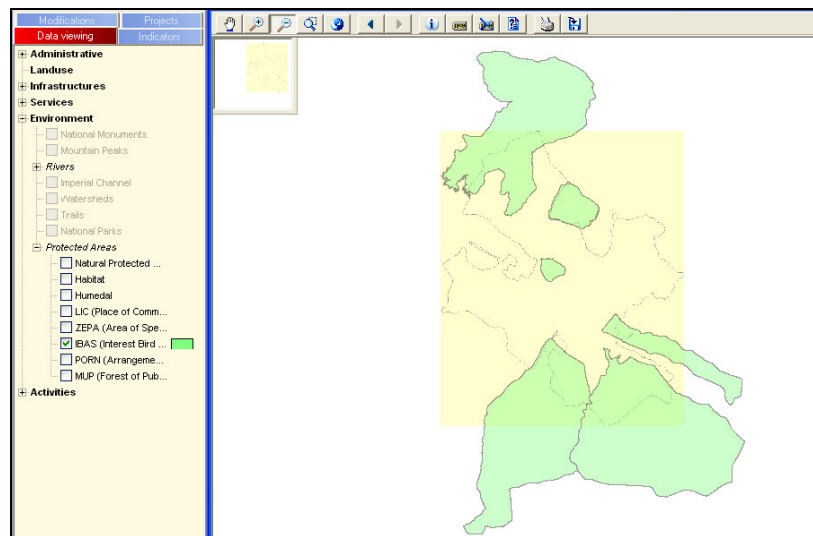 Modifications Projects
Data viewing Indicators
Administrative
Landuse
Infrastructures
Services
Environment
National Monuments
Mountain Peaks
Rivers
Imperial Channel
Watersheds
Trails
National Parks
Protected Areas
Natural Protected ...
Habitat
Humedal
LIC (Place of Comm...
ZEPA (Area of Spe...
IBAS (Interest Bird ...
PORN (Arrangeme...
MUP (Forest of Pub...
Activities